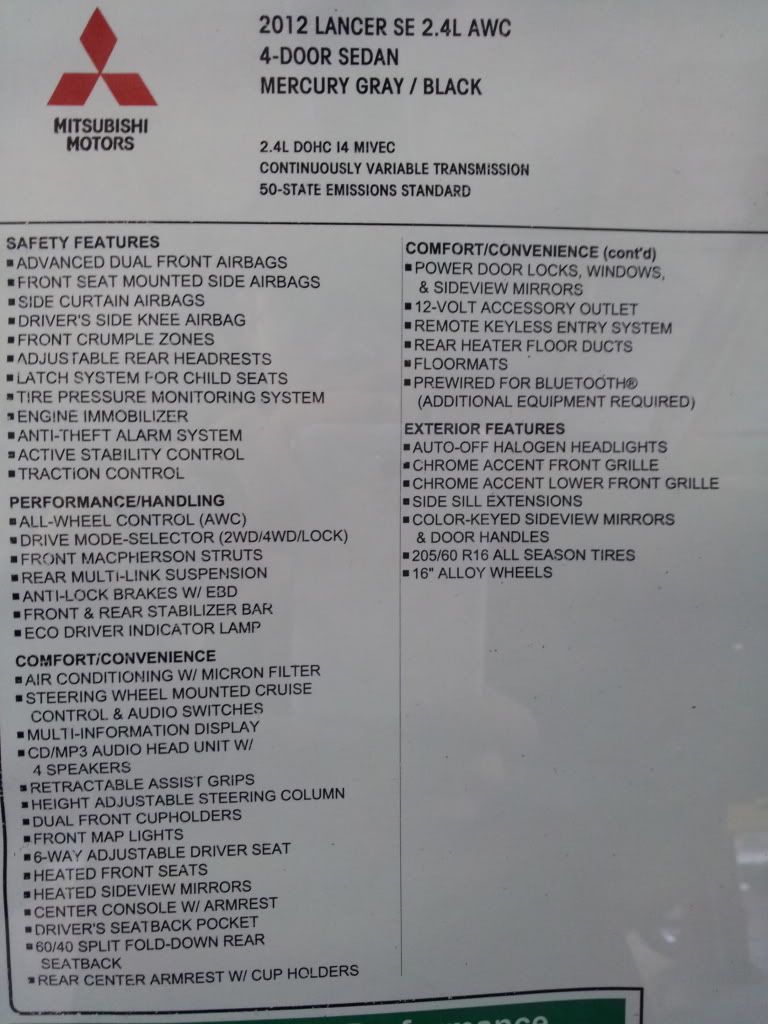 MITSUBISHI
MOTORS
2012 LANCER SE 2.4L AWC
4-DOOR SEDAN
MERCURY GRAY / BLACK
2.4L DOHC I4 MIVEC
CONTINUOUSLY VARIABLE TRANSMISSION
50-STATE EMISSIONS STANDARD
SAFETY FEATURES
▪ADVANCED DUAL FRONT AIRBAGS
▪FRONT SEAT MOUNTED SIDE AIRBAGS
▪SIDE CURTAIN AIRBAGS
▪DRIVER'S SIDE KNEE AIRBAG
▪FRONT CRUMPLE ZONES
▪ADJUSTABLE REAR HEADRESTS
▪LATCH SYSTEM FOR CHILD SEATS
▪TIRE PRESSURE MONITORING SYSTEM
▪ENGINE IMMOBILIZER
▪ANTI-THEFT ALARM SYSTEM
▪ACTIVE STABILITY CONTROL
▪TRACTION CONTROL
PERFORMANCE/HANDLING
▪ALL-WHEEL CONTROL (AWC)
▪DRIVE MODE-SELECTOR (2WD/4WD/LOCK)
▪FRONT MACPHERSON STRUTS
▪REAR MULTI-LINK SUSPENSION
▪ANTI-LOCK BRAKES W/ EBD
▪FRONT & REAR STABILIZER BAR
▪ECO DRIVER INDICATOR LAMP
COMFORT/CONVENIENCE
▪AIR CONDITIONING W/ MICRON FILTER
▪STEERING WHEEL MOUNTED CRUISE
CONTROL & AUDIO SWITCHES
▪MULTI-INFORMATION DISPLAY
▪CD/MP3 AUDIO HEAD UNIT W/
4 SPEAKERS
▪RETRACTABLE ASSIST GRIPS
▪HEIGHT ADJUSTABLE STEERING COLUMN
▪DUAL FRONT CUPHOLDERS
▪FRONT MAP LIGHTS
▪6-WAY ADJUSTABLE DRIVER SEAT
▪HEATED FRONT SEATS
▪HEATED SIDEVIEW MIRRORS
▪CENTER CONSOLE W/ ARMREST
▪DRIVER'S SEATBACK POCKET
▪60/40 SPLIT FOLD-DOWN REAR
SEATBACK
▪REAR CENTER ARMREST W/ CUP HOLDERS
COMFORT/CONVENIENCE (cont'd)
▪POWER DOOR LOCKS, WINDOWS,
& SIDEVIEW MIRRORS
▪12-VOLT ACCESSORY OUTLET
▪REMOTE KEYLESS ENTRY SYSTEM
▪REAR HEATER FLOOR DUCTS
▪FLOORMATS
▪PREWIRED FOR BLUETOOTH®
(ADDITIONAL EQUIPMENT REQUIRED)
EXTERIOR FEATURES
▪AUTO-OFF HALOGEN HEADLIGHTS
▪CHROME ACCENT FRONT GRILLE
▪CHROME ACCENT LOWER FRONT GRILLE
▪SIDE SILL EXTENSIONS
▪COLOR-KEYED SIDEVIEW MIRRORS
& DOOR HANDLES
▪205/60 R16 ALL SEASON TIRES
▪16" ALLOY WHEELS
Performance